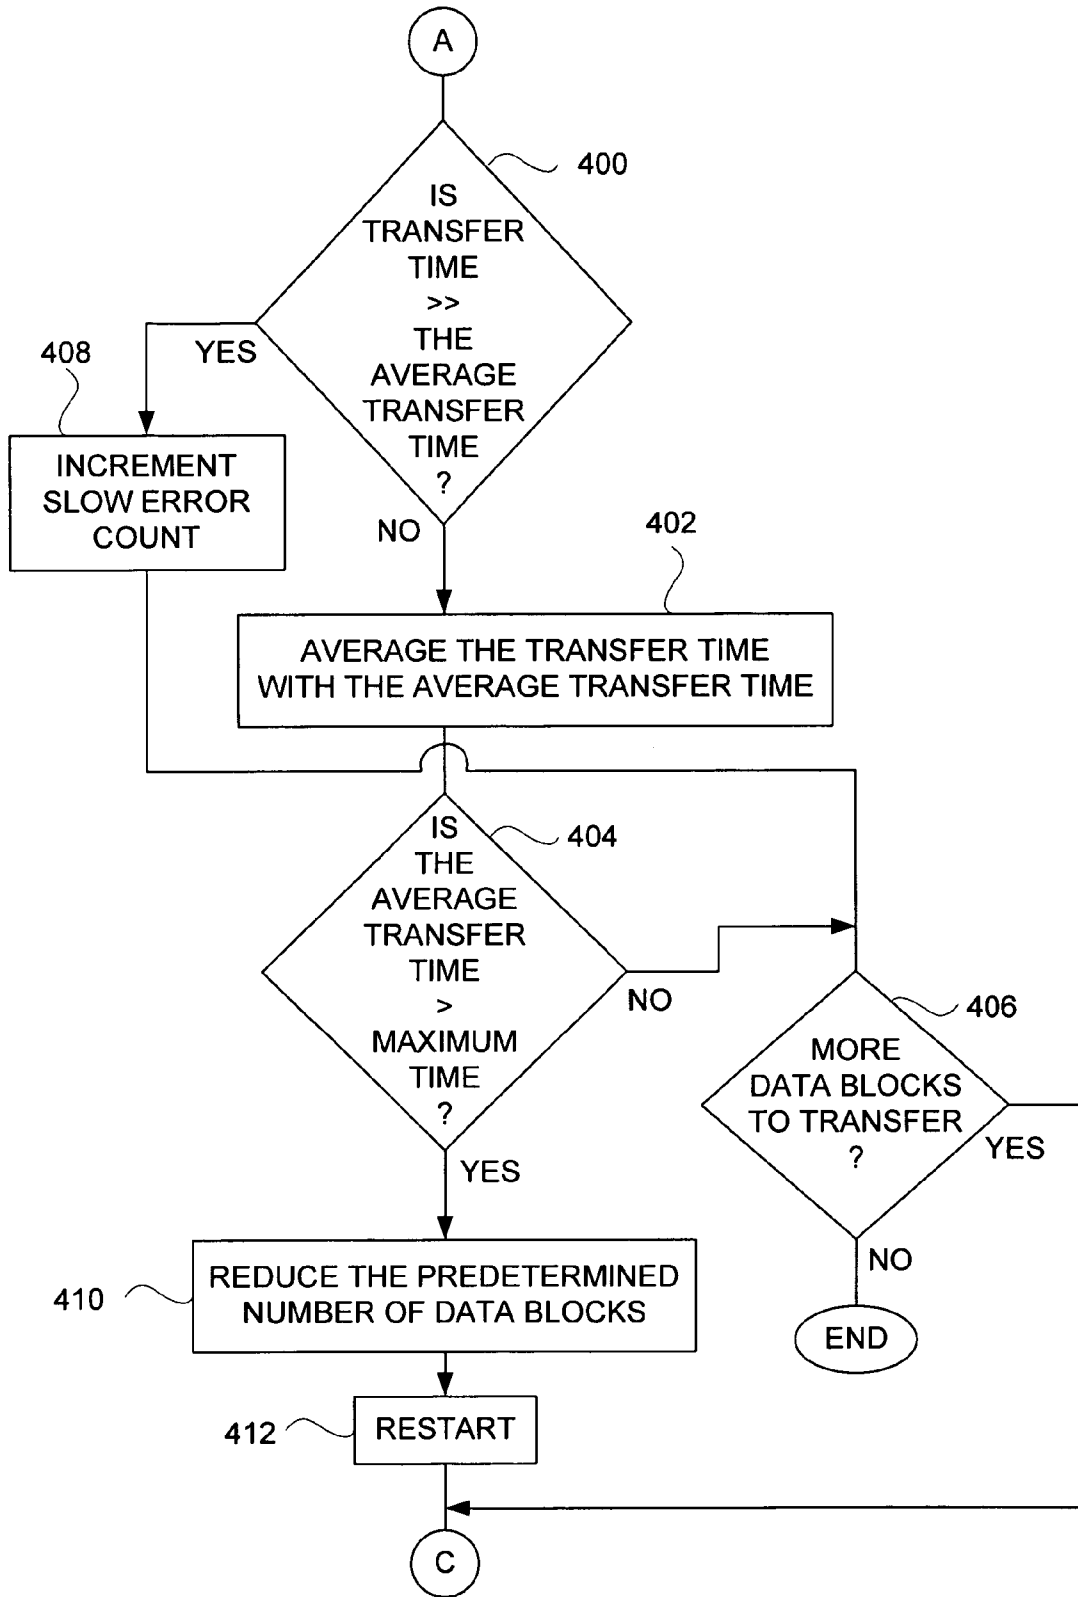 A
400
IS
TRANSFER
TIME
>>
THE
AVERAGE
TRANSFER
TIME
?
YES
NO
408
INCREMENT
SLOW ERROR
COUNT
402
AVERAGE THE TRANSFER TIME
WITH THE AVERAGE TRANSFER TIME
404
IS
THE
AVERAGE
TRANSFER
TIME
>
MAXIMUM
TIME
?
NO
YES
406
MORE
DATA BLOCKS
TO TRANSFER
?
YES
NO
END
410
REDUCE THE PREDETERMINED
NUMBER OF DATA BLOCKS
412
RESTART
C